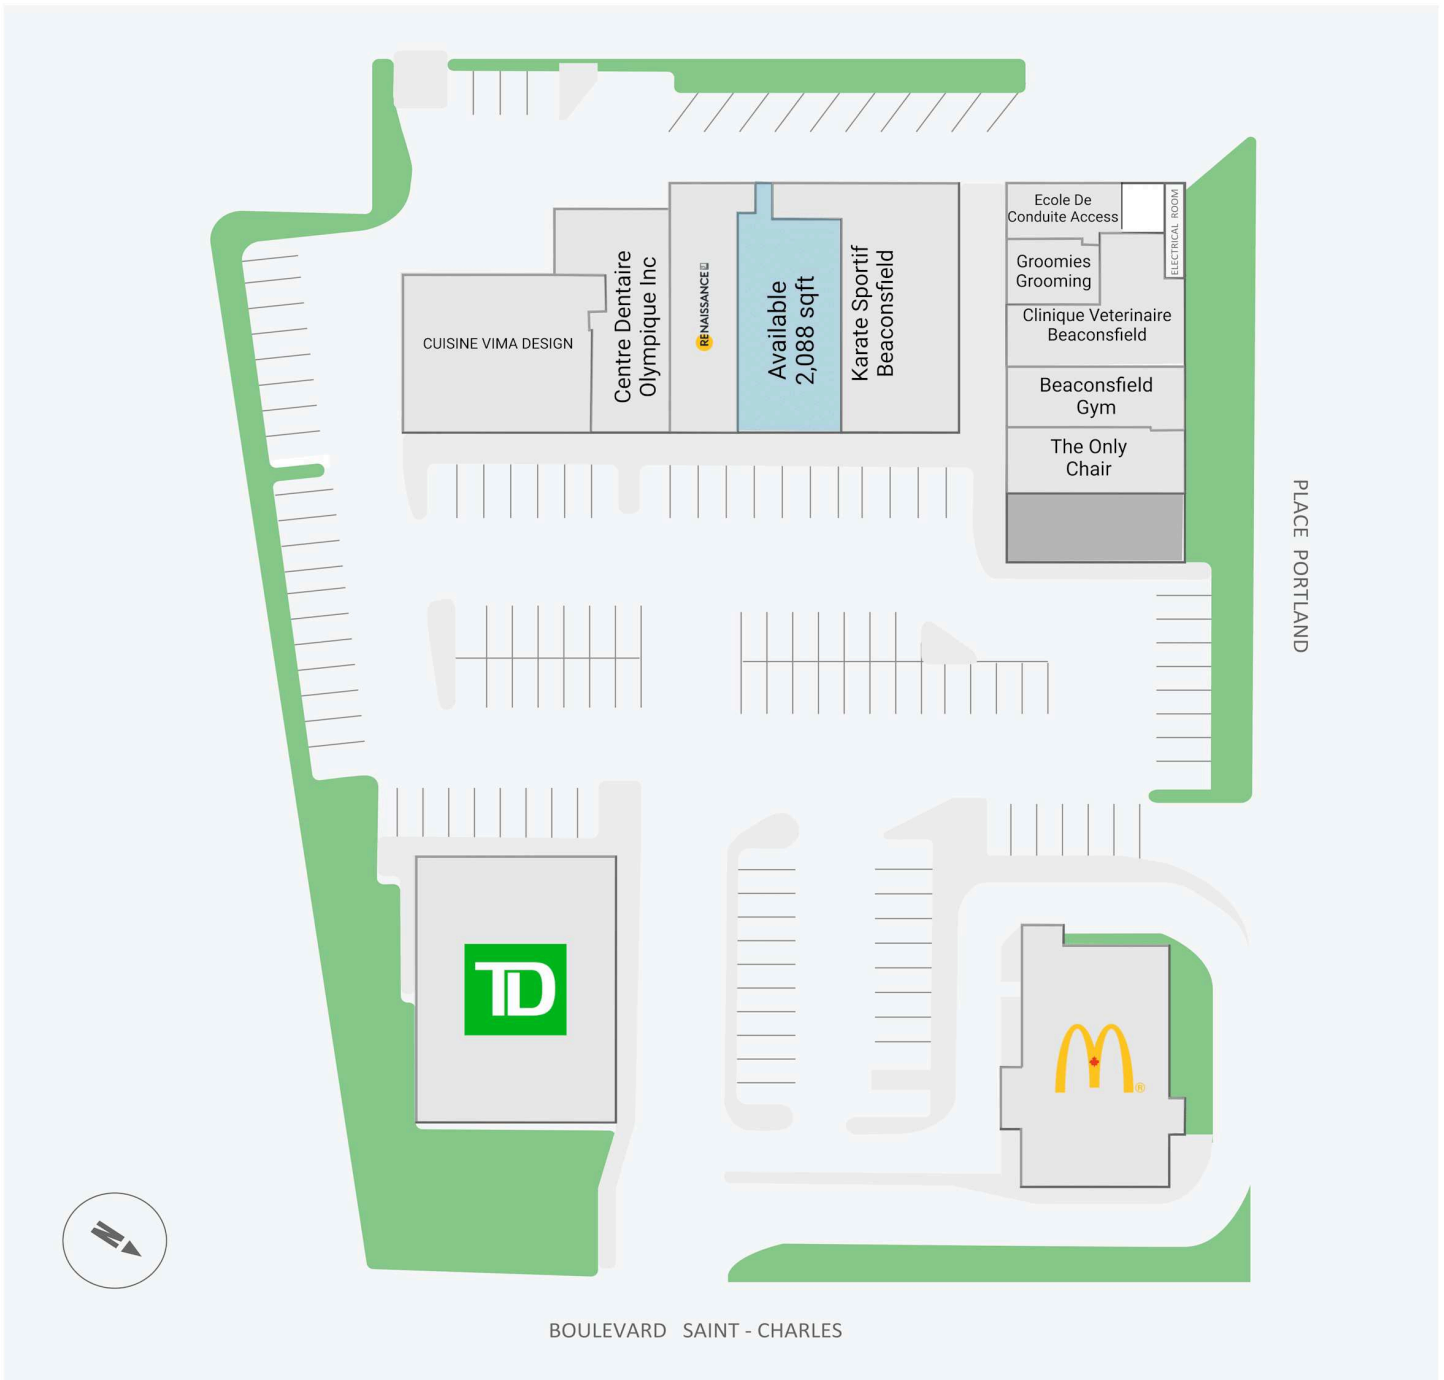 Ecole De
Conduite Access
ELECTRICAL ROOM
Groomies
Grooming
Clinique Veterinaire
Beaconsfield
Beaconsfield
Gym
The Only
Chair
CUISINE VIMA DESIGN
Centre Dentaire
Olympique Inc
RENAISSANCE
Available
2,088 sqft
Karate Sportif
Beaconsfield
PLACE PORTLAND
TD
M®
N
BOULEVARD SAINT - CHARLES